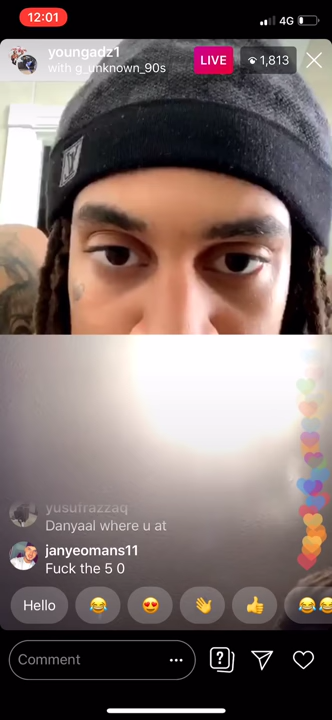 12:01
4G
youngadz1
with g_unknown_90s
LIVE
1,813
yusufrazzaq
Danyaal where u at
janyeomans11
Fuck the 5 0
Hello
Comment